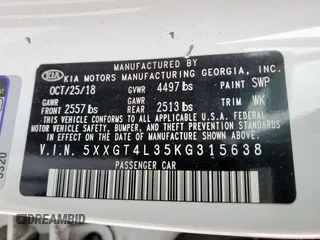 MANUFACTURED BY
KIA KIA MOTORS MANUFACTURING GEORGIA, INC.
OCT/25/18 GVWR 4497 lbs PAINT SWP
GAWR FRONT 2557 lbs GAWR REAR 2513 lbs TRIM WK
THIS VEHICLE CONFORMS TO ALL APPLICABLE U.S. FEDERAL MOTOR VEHICLE SAFETY, BUMPER, AND THEFT PREVENTION STANDARDS IN EFFECT ON THE DATE OF MANUFACTURE SHOWN ABOVE.
V.I.N. 5XXGT4L35KG315638
PASSENGER CAR
3320
© DREAMBID